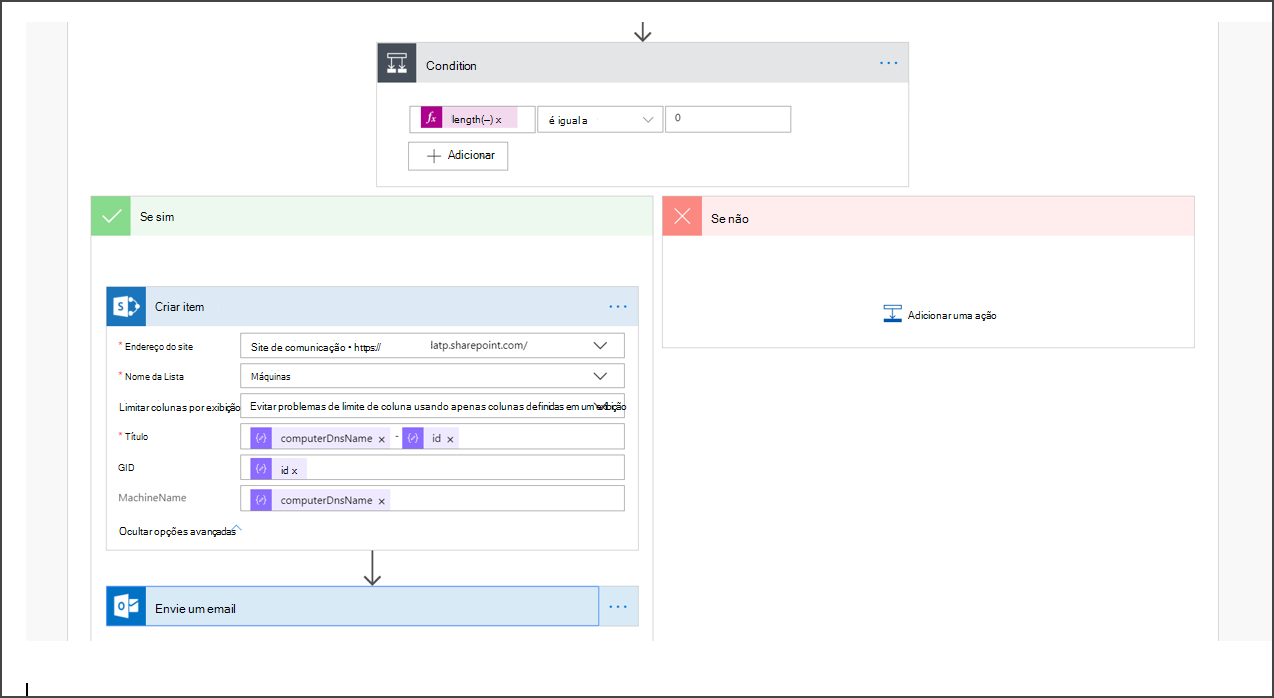 Condition
length(–) x é igual a 0
Adicionar
Se sim
Se não
Criar item
Adicionar uma ação
* Endereço do site Site de comunicação • https:// latp.sharepoint.com/
* Nome da Lista Máquinas
Limitar colunas por exibição Evitar problemas de limite de coluna usando apenas colunas definidas em um exibição
* Título computerDnsName x - id x
GID id x
MachineName computerDnsName x
Ocultar opções avançadas
Envie um email